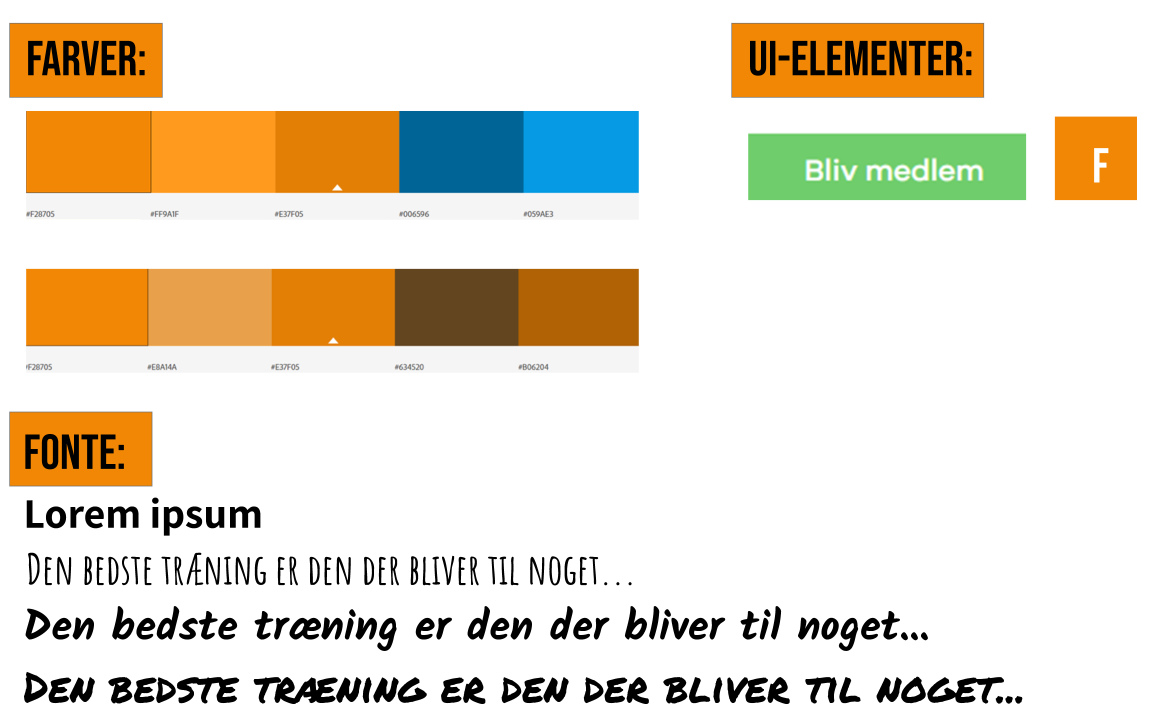 FARVER:
UI-ELEMENTER:
Bliv medlem
F
#F28705 #FF9A1F #E37F05 #006596 #059AE3
#F28705 #E8A14A #E37F05 #634520 #B06204
FONTE:
Lorem ipsum
Den bedste træning er den der bliver til noget...
Den bedste træning er den der bliver til noget...
Den bedste træning er den der bliver til noget...